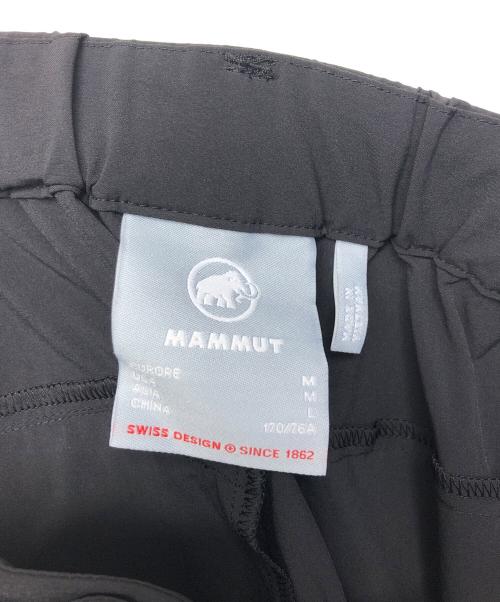 MAMMUT
EUROPE M
USA M
ASIA L
CHINA 170/76A
SWISS DESIGN SINCE 1862
MADE IN
VIETNAM